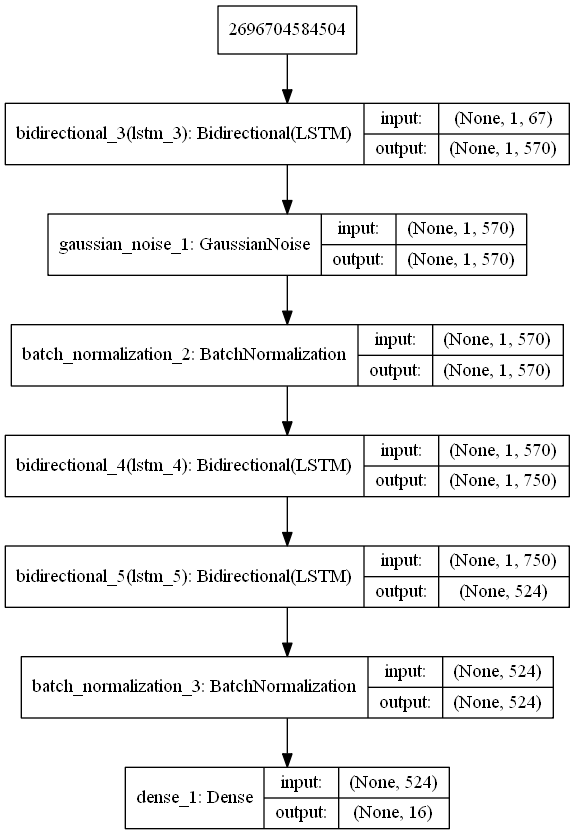 2696704584504
bidirectional_3(lstm_3): Bidirectional(LSTM)
input:
(None, 1, 67)
output:
(None, 1, 570)
gaussian_noise_1: GaussianNoise
input:
(None, 1, 570)
output:
(None, 1, 570)
batch_normalization_2: BatchNormalization
input:
(None, 1, 570)
output:
(None, 1, 570)
bidirectional_4(lstm_4): Bidirectional(LSTM)
input:
(None, 1, 570)
output:
(None, 1, 750)
bidirectional_5(lstm_5): Bidirectional(LSTM)
input:
(None, 1, 750)
output:
(None, 524)
batch_normalization_3: BatchNormalization
input:
(None, 524)
output:
(None, 524)
dense_1: Dense
input:
(None, 524)
output:
(None, 16)